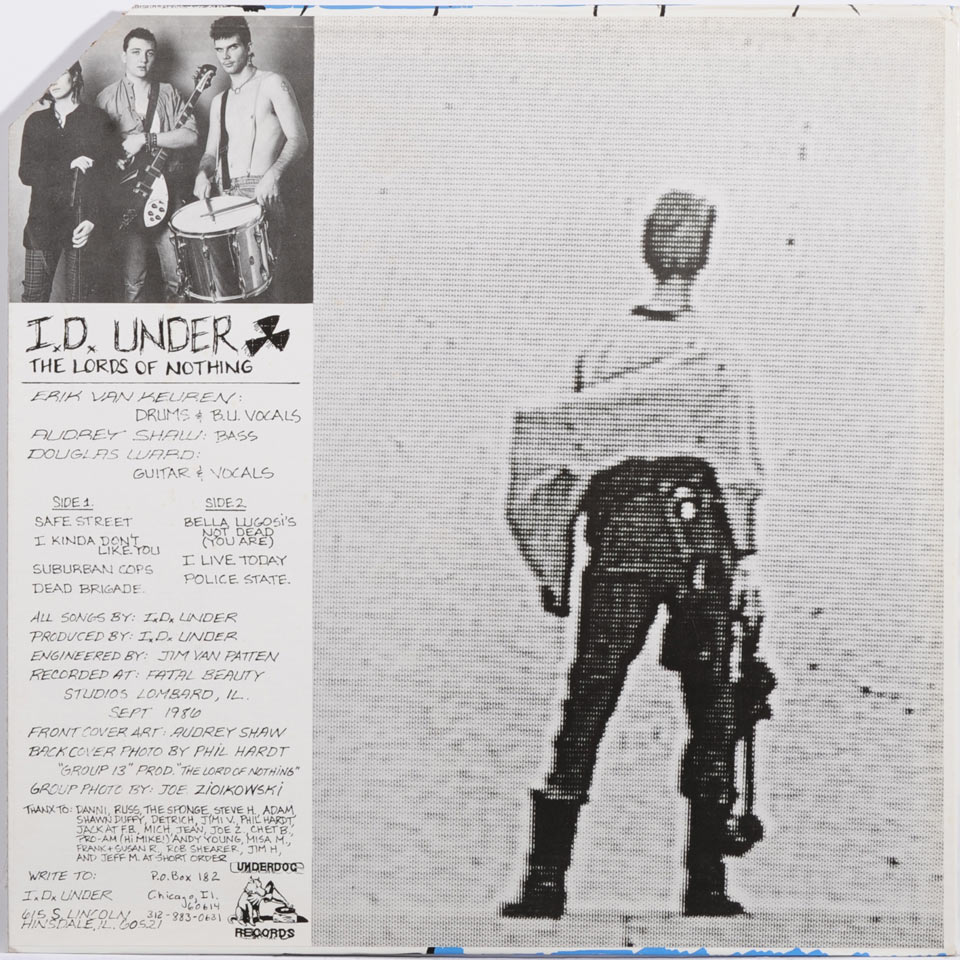 I.D. UNDER
THE LORDS OF NOTHING
ERIK VAN KEUREN:
DRUMS & B.U. VOCALS
AUDREY SHAW: BASS
DOUGLAS WARD:
GUITAR & VOCALS
SIDE 1
SAFE STREET
I KINDA DON'T
LIKE YOU
SUBURBAN COPS
DEAD BRIGADE.
SIDE 2
BELLA LUGOSI'S
NOT DEAD
(YOU ARE)
I LIVE TODAY
POLICE STATE.
ALL SONGS BY: I.D. UNDER
PRODUCED BY: I.D. UNDER
ENGINEERED BY: JIM VAN PATTEN
RECORDED AT: FATAL BEAUTY
STUDIOS LOMBARD, IL.
SEPT 1986
FRONT COVER ART: AUDREY SHAW
BACK COVER PHOTO BY PHIL HARDT
"GROUP 13" PROD. "THE LORD OF NOTHING"
GROUP PHOTO BY: JOE ZIOIKOWSKI
THANX TO: DANNI, RUSS, THE SPONGE, STEVE H, ADAM,
SHAWN DUFFY, DETRICH, JIMI V. PHIL HARDT,
JACK AT F.B, MICH, JEAN, JOE Z, CHET B.,
PRO-AM (Hi MIKE!) ANDY YOUNG, MISA M.,
FRANK + SUSAN R, ROB SHEARER, JIM H,
AND JEFF M. AT SHORT ORDER
WRITE TO:
I.D. UNDER
615 S. LINCOLN
HINSDALE, IL. 60521
P.O. Box 182
Chicago, Il.
60614
312-883-0631
UNDERDOG
RECORDS